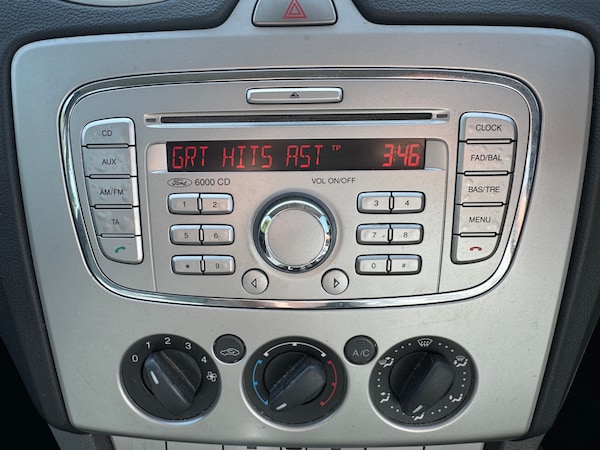 CD
AUX
AM/FM
TA
GRT HITS AST TP 3:46
Ford 6000 CD VOL ON/OFF
1 2 3 4
6 5 7 8
* 9 0 #
CLOCK
FAD/BAL
BAS/TRE
MENU
0 1 2 3 4
A/C